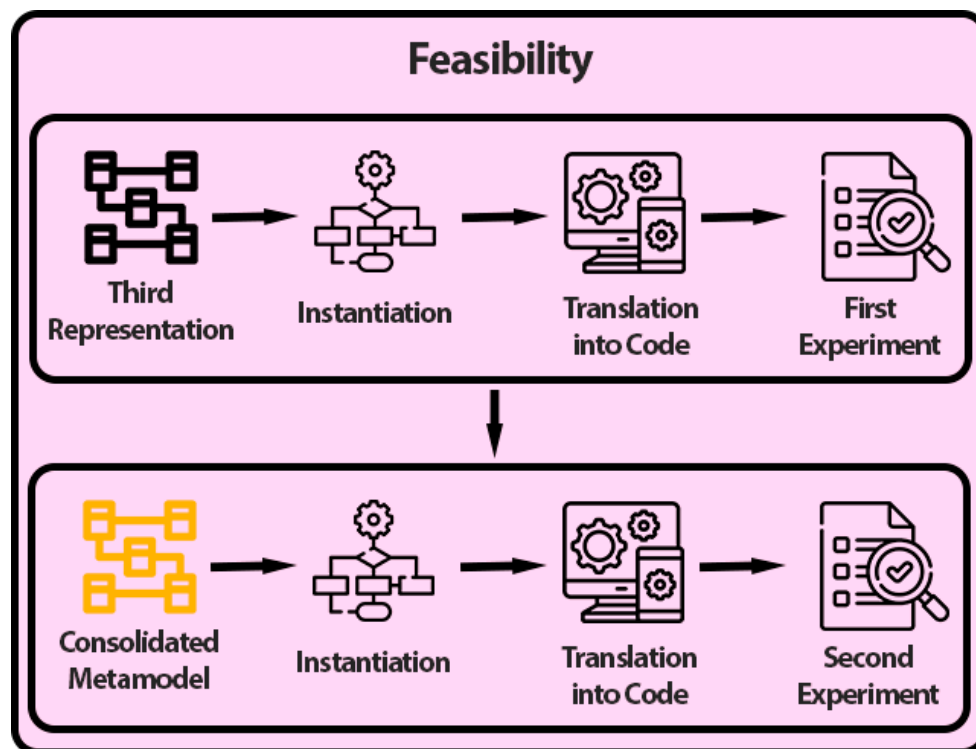 Feasibility
Third
Representation
Instantiation
Translation
into Code
First
Experiment
Consolidated
Metamodel
Instantiation
Translation
into Code
Second
Experiment